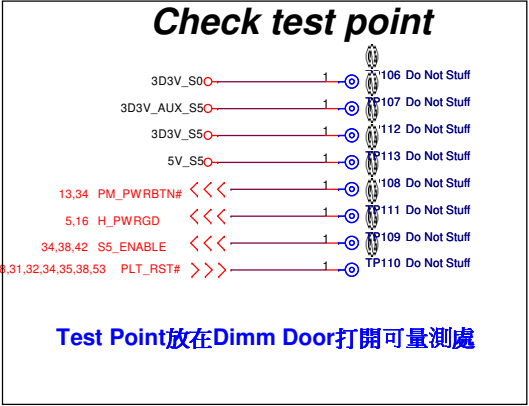 Check test point
3D3V_S0 1 TP106 Do Not Stuff
3D3V_AUX_S5 1 TP107 Do Not Stuff
3D3V_S5 1 TP112 Do Not Stuff
5V_S5 1 TP113 Do Not Stuff
13,34 PM_PWRBTN# 1 TP108 Do Not Stuff
5,16 H_PWRGD 1 TP111 Do Not Stuff
34,38,42 S5_ENABLE 1 TP109 Do Not Stuff
8,31,32,34,35,38,53 PLT_RST# 1 TP110 Do Not Stuff
Test Point放在Dimm Door打開可量測處